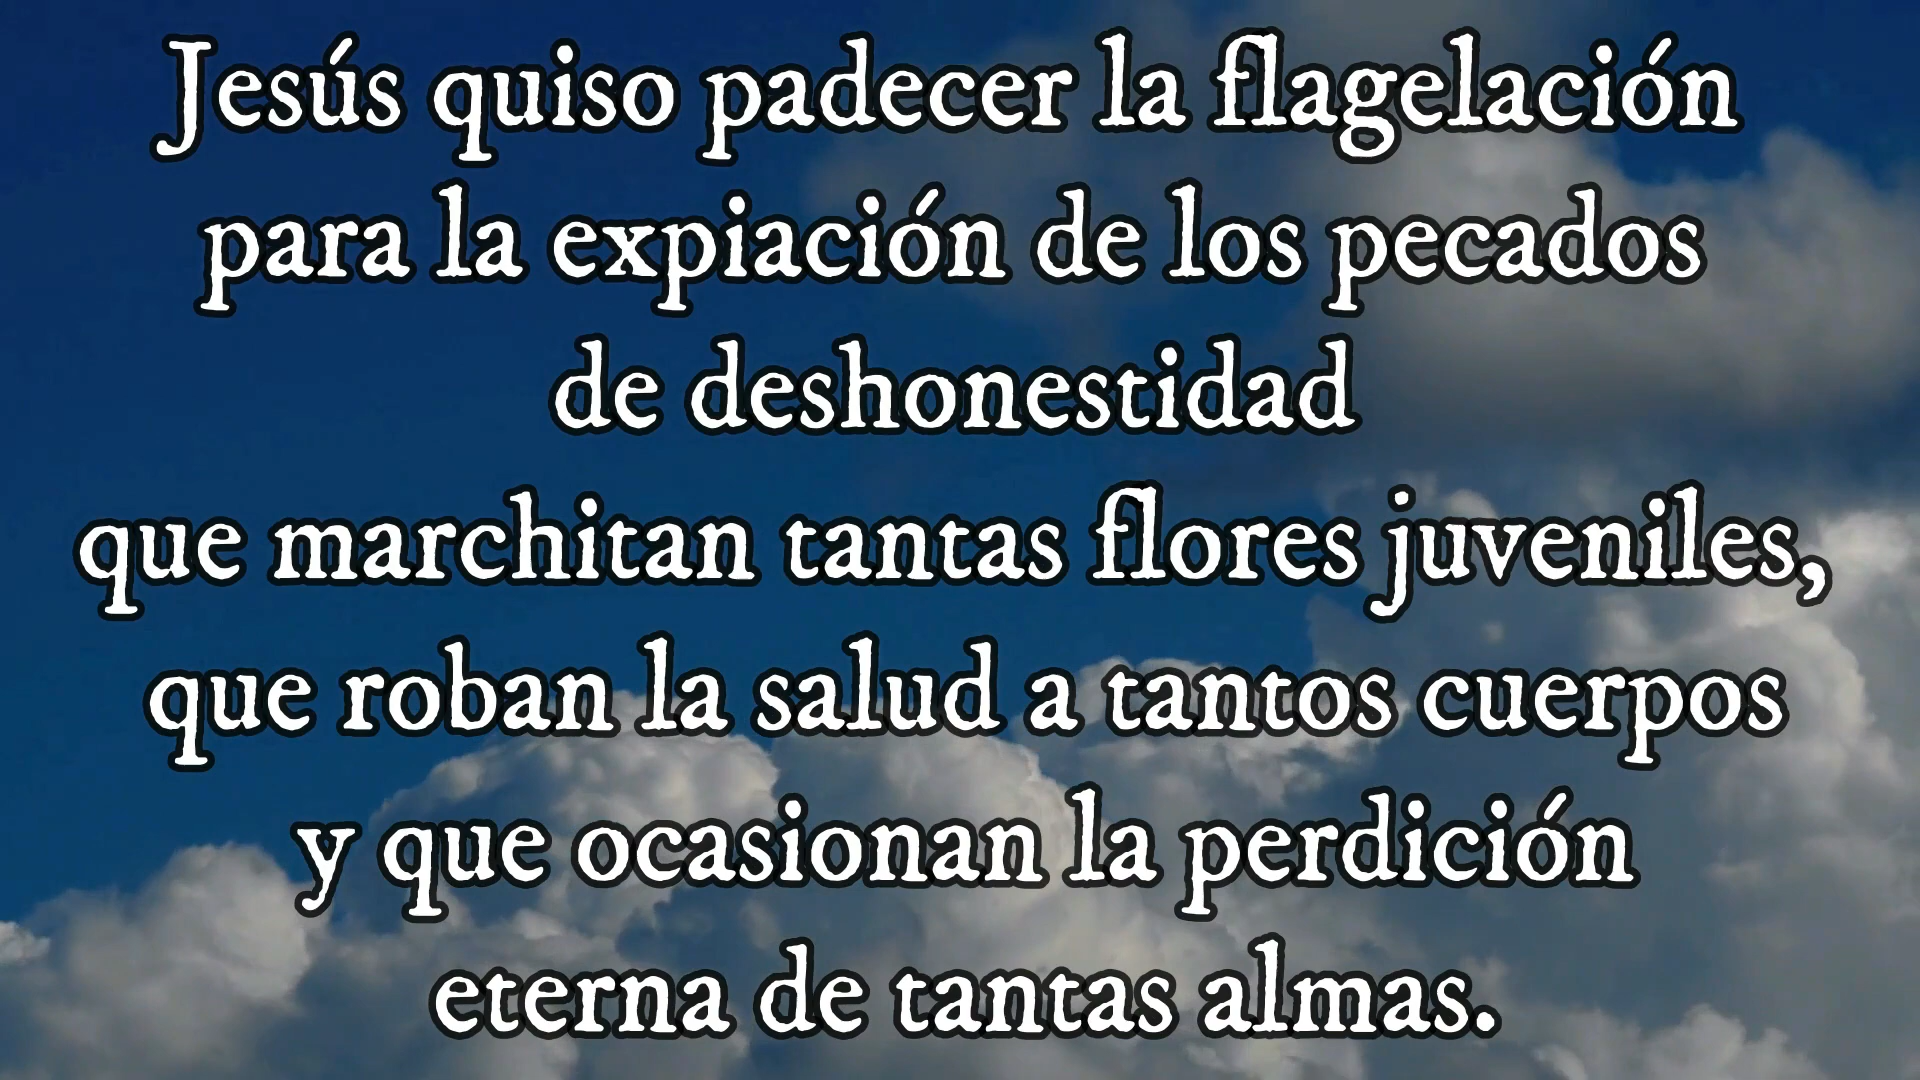 Jesús quiso padecer la flagelación
para la expiación de los pecados
de deshonestidad
que marchitan tantas flores juveniles,
que roban la salud a tantos cuerpos
y que ocasionan la perdición
eterna de tantas almas.